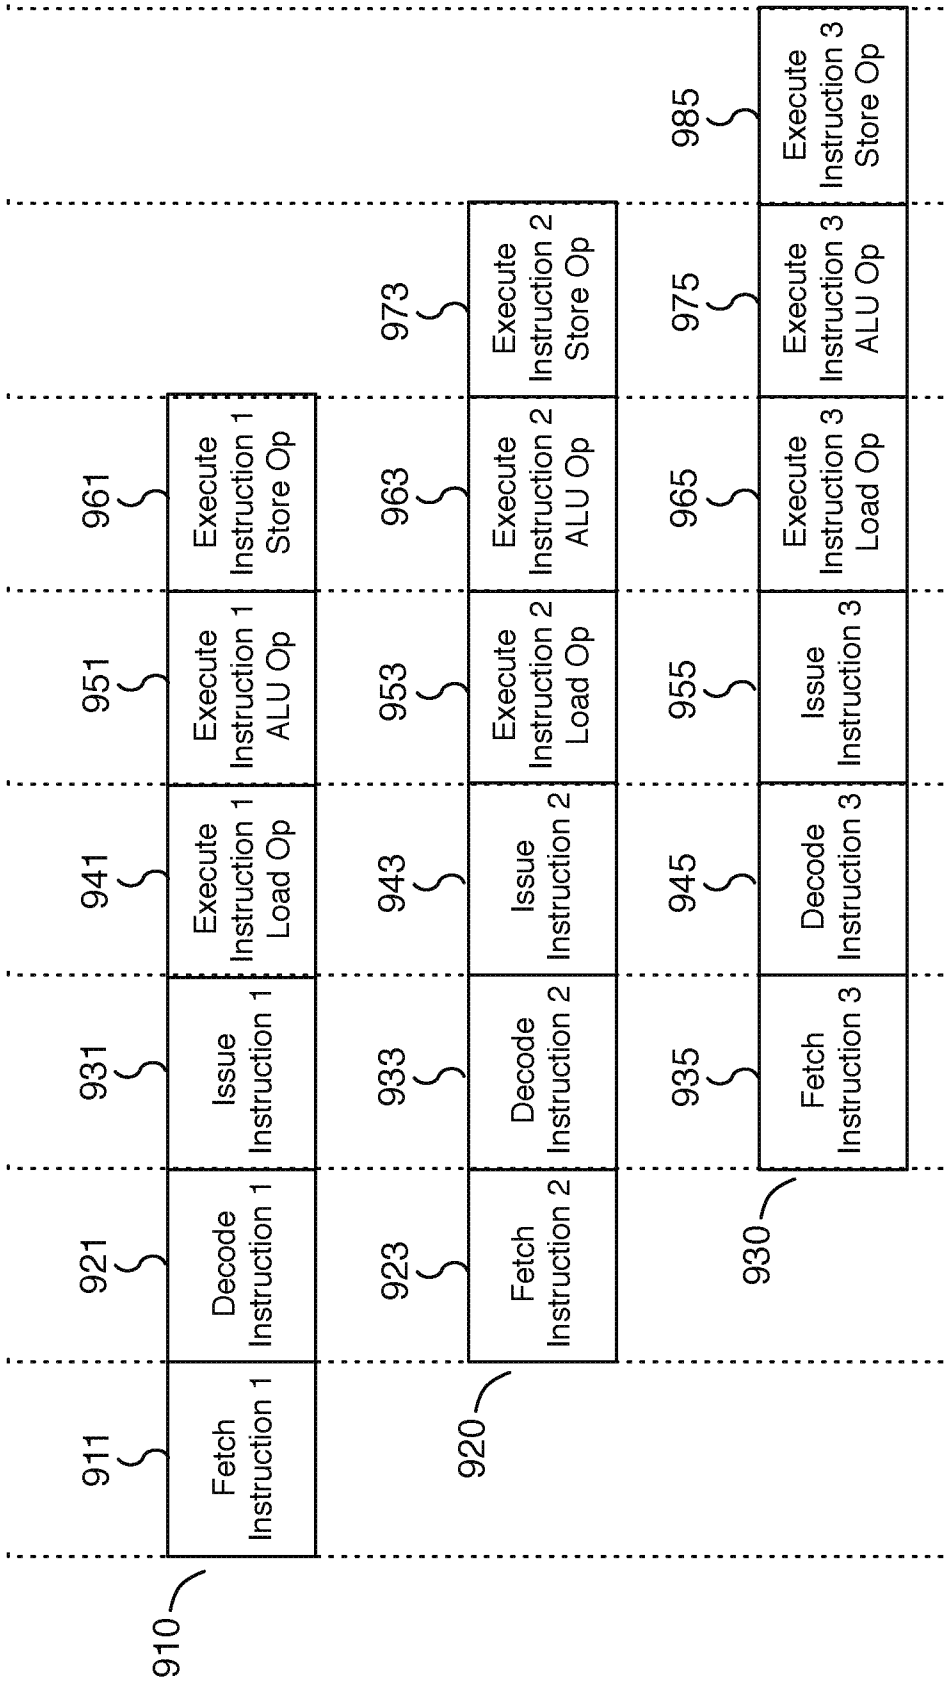 911
921
931
941
951
961
Fetch
Instruction 1
Decode
Instruction 1
Issue
Instruction 1
Execute
Instruction 1
Load Op
Execute
Instruction 1
ALU Op
Execute
Instruction 1
Store Op
910
923
933
943
953
963
973
Fetch
Instruction 2
Decode
Instruction 2
Issue
Instruction 2
Execute
Instruction 2
Load Op
Execute
Instruction 2
ALU Op
Execute
Instruction 2
Store Op
920
935
945
955
965
975
985
Fetch
Instruction 3
Decode
Instruction 3
Issue
Instruction 3
Execute
Instruction 3
Load Op
Execute
Instruction 3
ALU Op
Execute
Instruction 3
Store Op
930